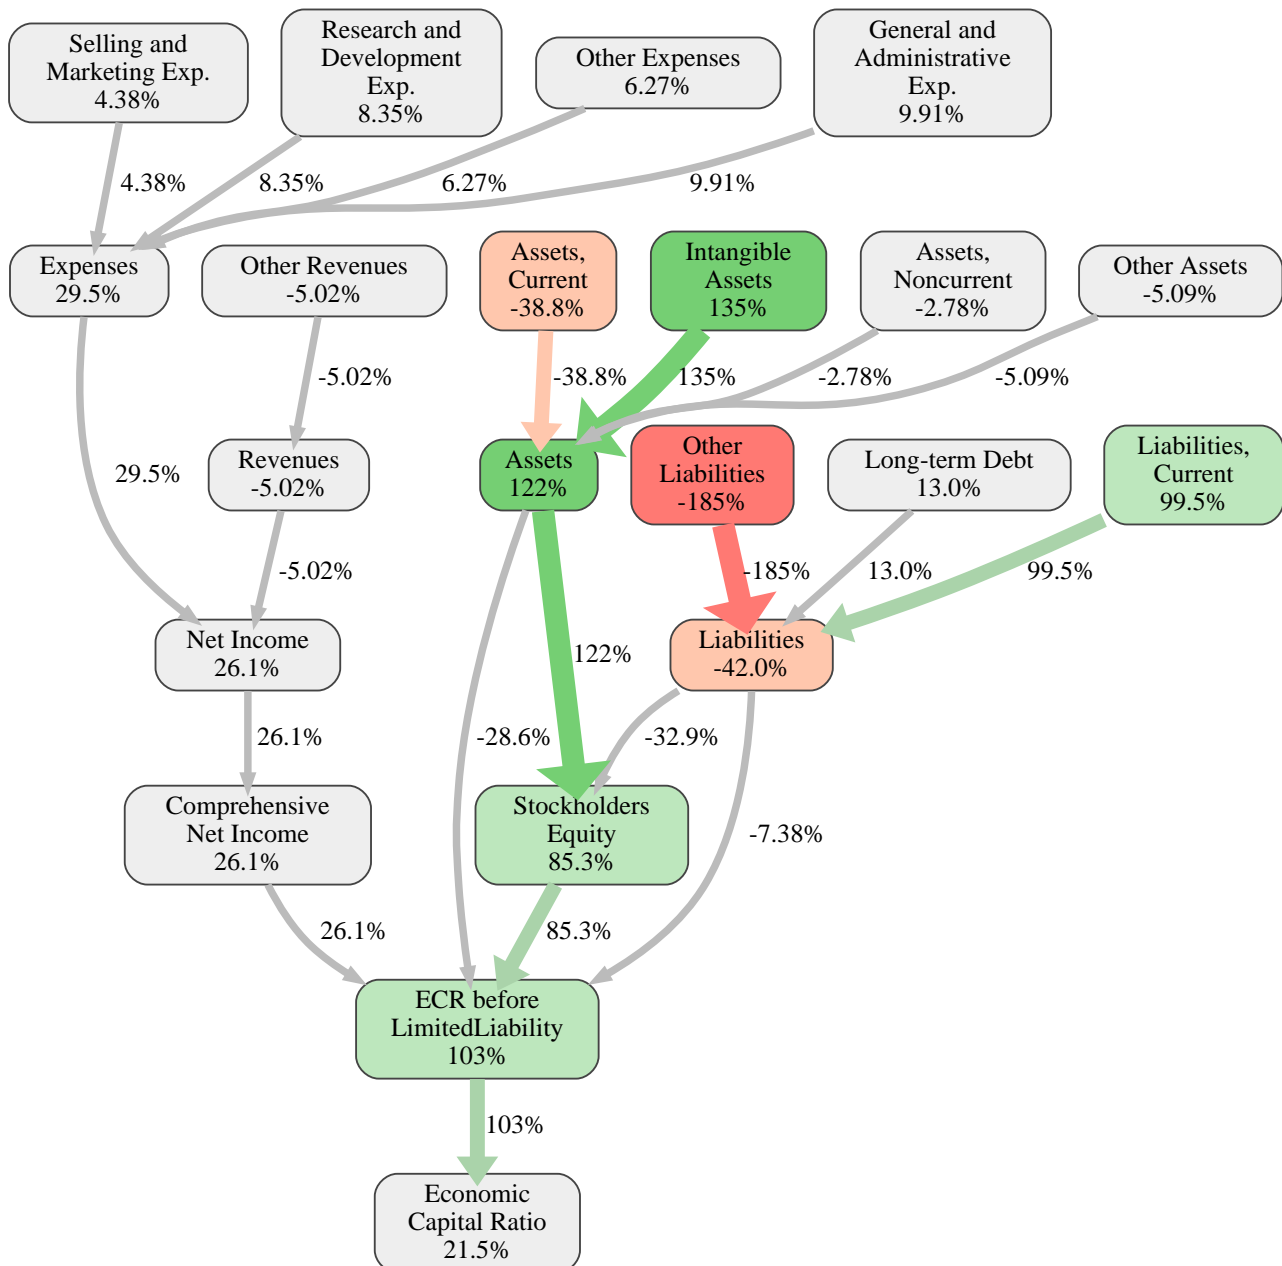 Selling and
Marketing Exp.
4.38%
Research and
Development
Exp.
8.35%
Other Expenses
6.27%
General and
Administrative
Exp.
9.91%
4.38%
8.35%
6.27%
9.91%
Expenses
29.5%
Other Revenues
-5.02%
Assets,
Current
-38.8%
Intangible
Assets
135%
Assets,
Noncurrent
-2.78%
Other Assets
-5.09%
-5.02%
-38.8%
135%
-2.78%
-5.09%
29.5%
Revenues
-5.02%
Assets
122%
Other
Liabilities
-185%
Long-term Debt
13.0%
Liabilities,
Current
99.5%
-5.02%
-185%
13.0%
99.5%
Net Income
26.1%
122%
Liabilities
-42.0%
26.1%
-28.6%
-32.9%
-7.38%
Comprehensive
Net Income
26.1%
Stockholders
Equity
85.3%
26.1%
85.3%
ECR before
LimitedLiability
103%
103%
Economic
Capital Ratio
21.5%